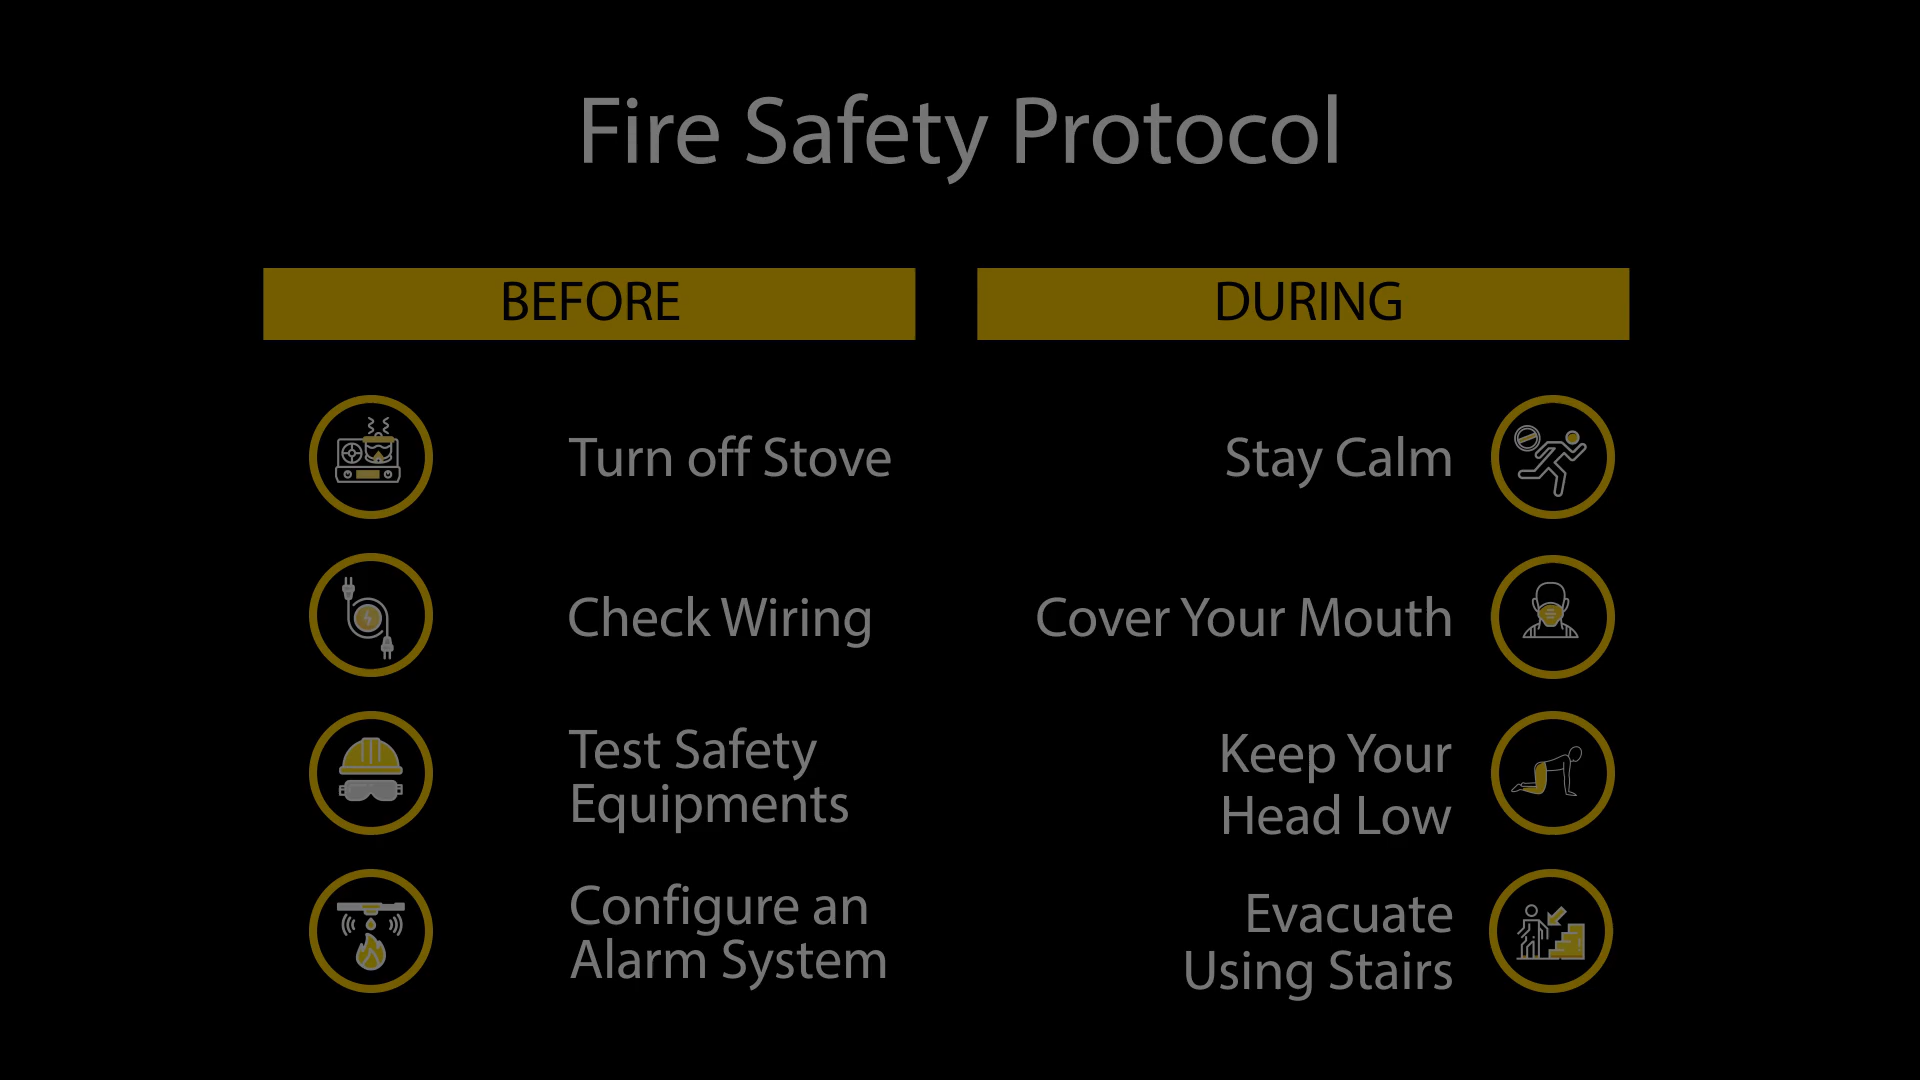 Fire Safety Protocol
BEFORE
Turn off Stove
Check Wiring
Test Safety
Equipments
Configure an
Alarm System
DURING
Stay Calm
Cover Your Mouth
Keep Your
Head Low
Evacuate
Using Stairs